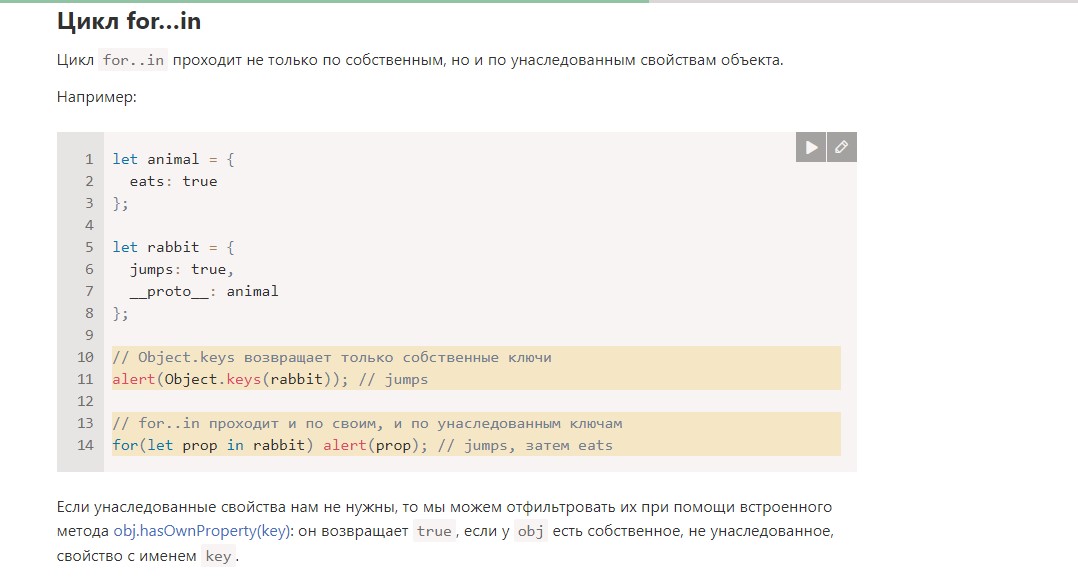 Цикл for…in
Цикл for..in проходит не только по собственным, но и по унаследованным свойствам объекта.
Например:
1 let animal = {
2   eats: true
3 };
4
5 let rabbit = {
6   jumps: true,
7   __proto__: animal
8 };
9
10 // Object.keys возвращает только собственные ключи
11 alert(Object.keys(rabbit)); // jumps
12
13 // for..in проходит и по своим, и по унаследованным ключам
14 for(let prop in rabbit) alert(prop); // jumps, затем eats
Если унаследованные свойства нам не нужны, то мы можем отфильтровать их при помощи встроенного
метода obj.hasOwnProperty(key): он возвращает true, если у obj есть собственное, не унаследованное,
свойство с именем key.